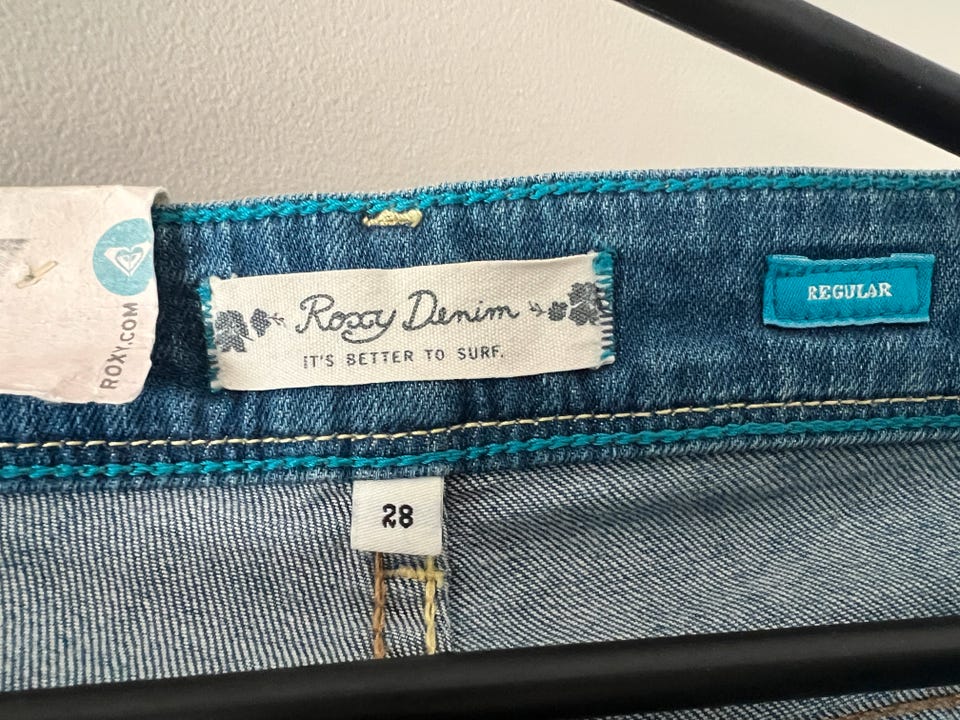 ROXY.COM
Roxy Denim
IT'S BETTER TO SURF.
REGULAR
28